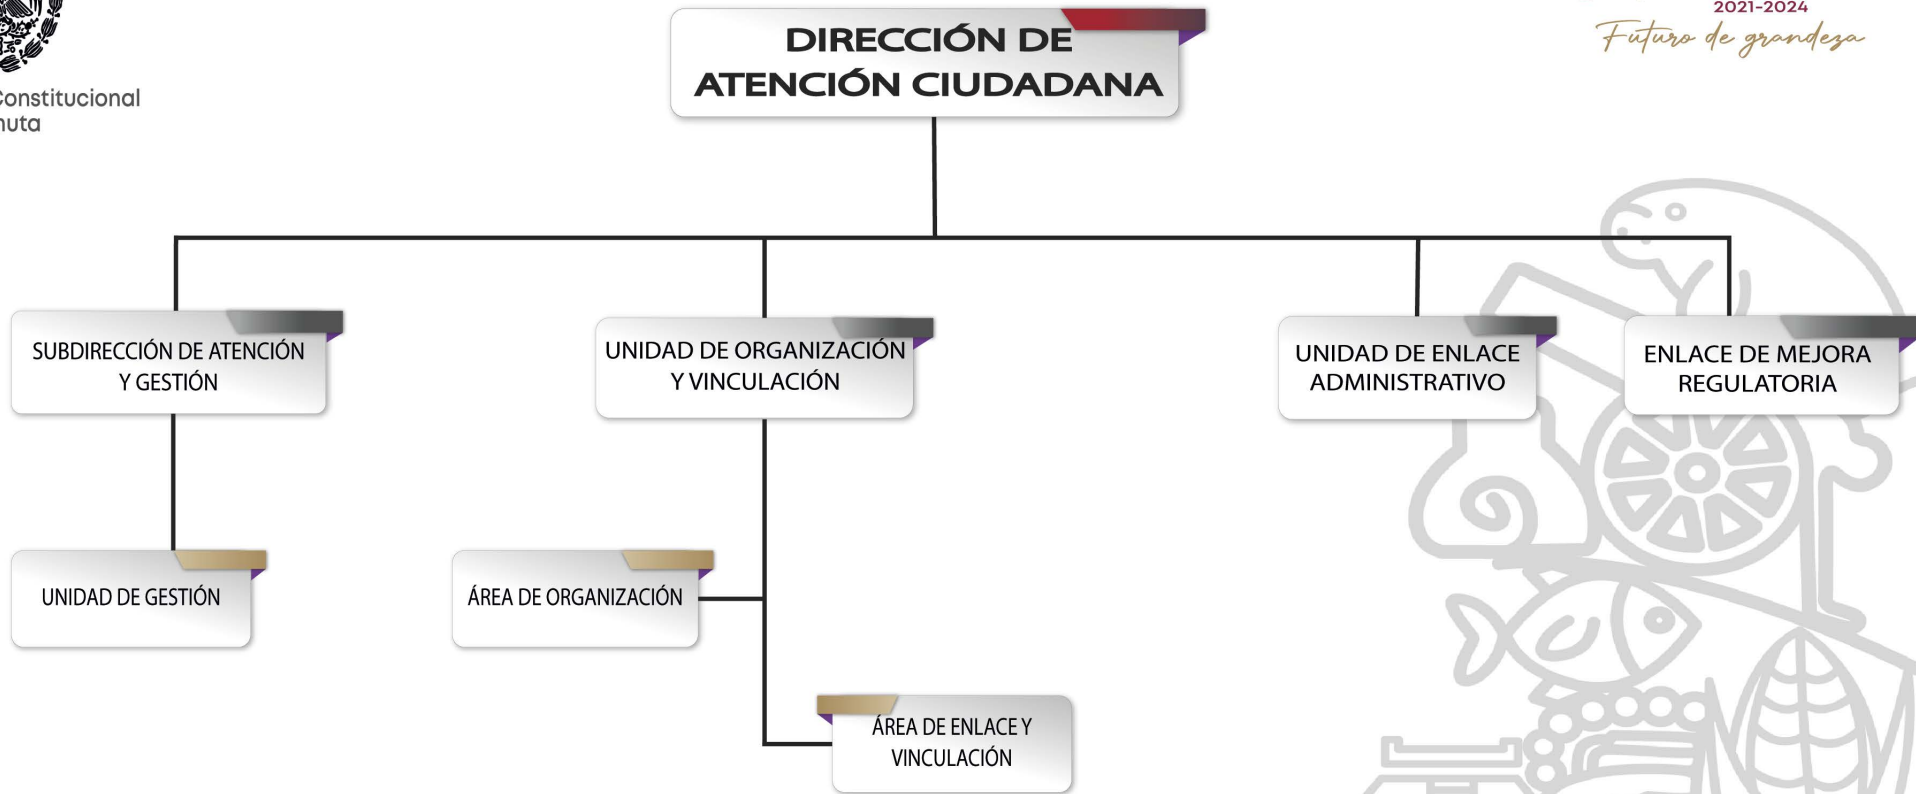 2021-2024
Futuro de grandeza
Constitucional
DIRECCIÓN DE
ATENCIÓN CIUDADANA
SUBDIRECCIÓN DE ATENCIÓN
Y GESTIÓN
UNIDAD DE ORGANIZACIÓN
Y VINCULACIÓN
UNIDAD DE ENLACE
ADMINISTRATIVO
ENLACE DE MEJORA
REGULATORIA
UNIDAD DE GESTIÓN
ÁREA DE ORGANIZACIÓN
ÁREA DE ENLACE Y
VINCULACIÓN